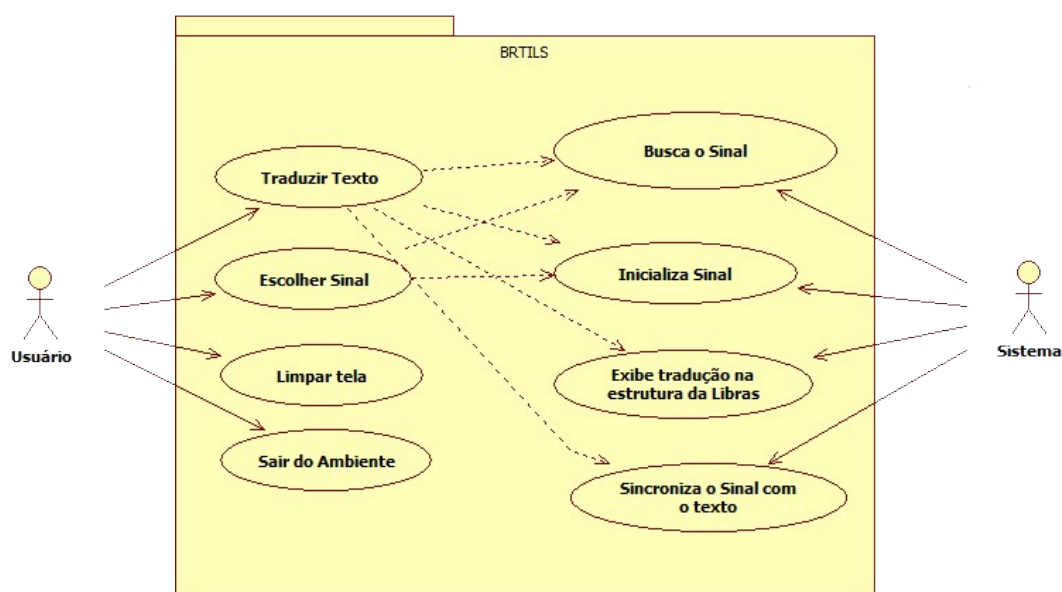 BRTILS
Busca o Sinal
Traduzir Texto
Escolher Sinal
Inicializa Sinal
Usuário
Sistema
Limpar tela
Exibe tradução na
estrutura da Libras
Sair do Ambiente
Sincroniza o Sinal com
o texto